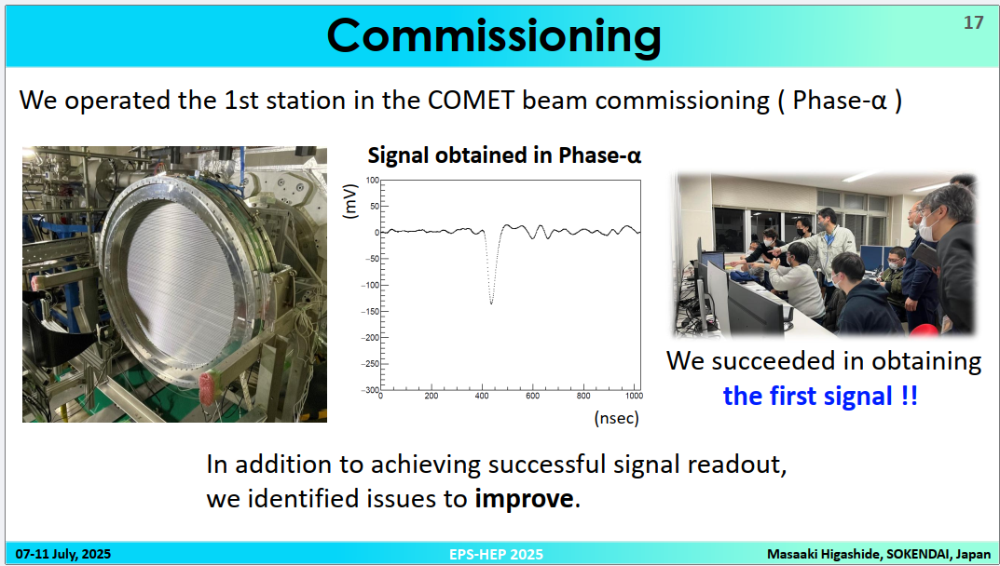 Commissioning
17
We operated the 1st station in the COMET beam commissioning ( Phase-α )
Signal obtained in Phase-α
(mV)
100
50
0
−50
−100
−150
−200
−250
−300
0 200 400 600 800 1000
(nsec)
We succeeded in obtaining
the first signal !!
In addition to achieving successful signal readout,
we identified issues to improve.
07-11 July, 2025
EPS-HEP 2025
Masaaki Higashide, SOKENDAI, Japan